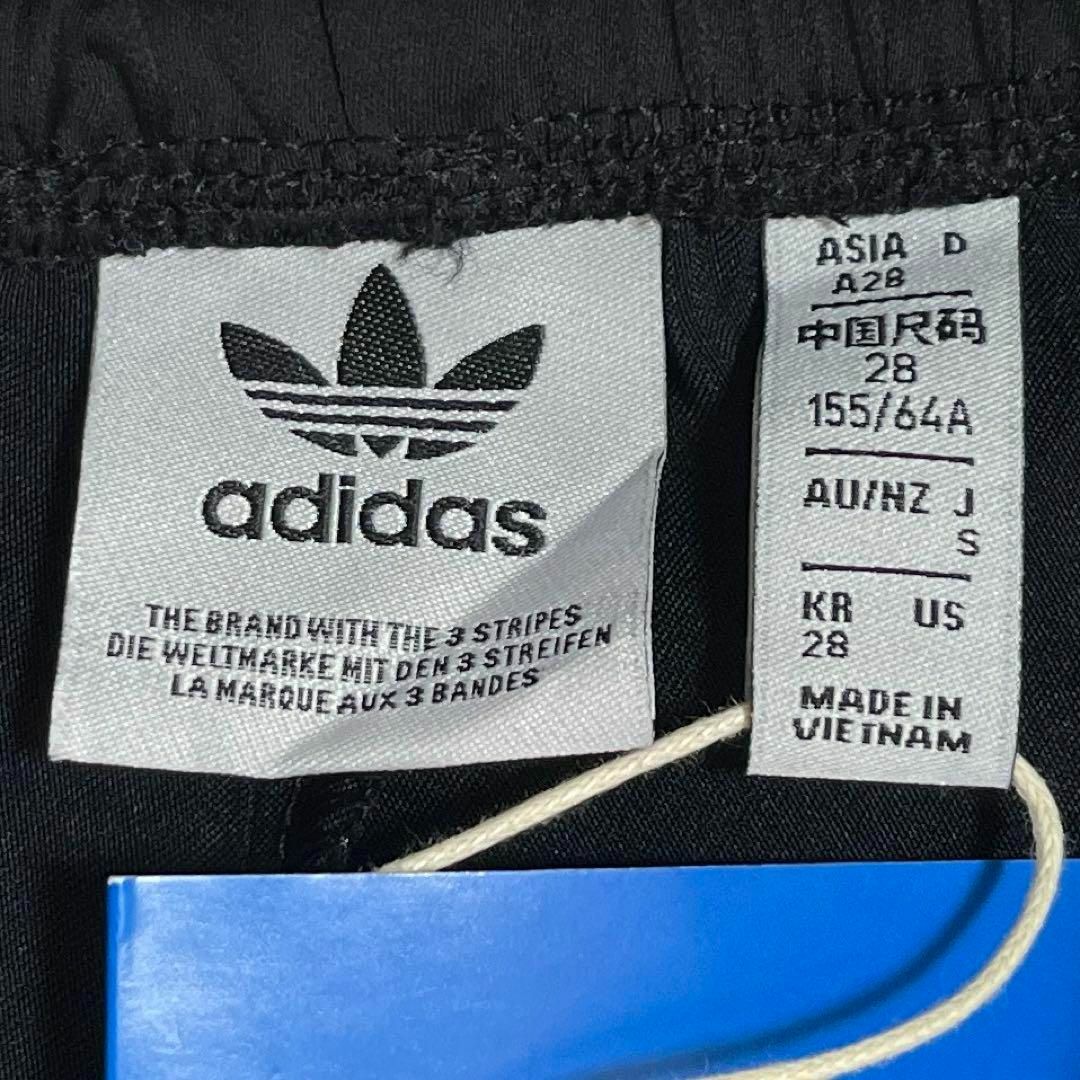 adidas
THE BRAND WITH THE 3 STRIPES
DIE WELTMARKE MIT DEN 3 STREIFEN
LA MARQUE AUX 3 BANDES
ASIA D
A28
中国尺码
28
155/64A
AU/NZ J
S
KR US
28
MADE IN
VIETNAM